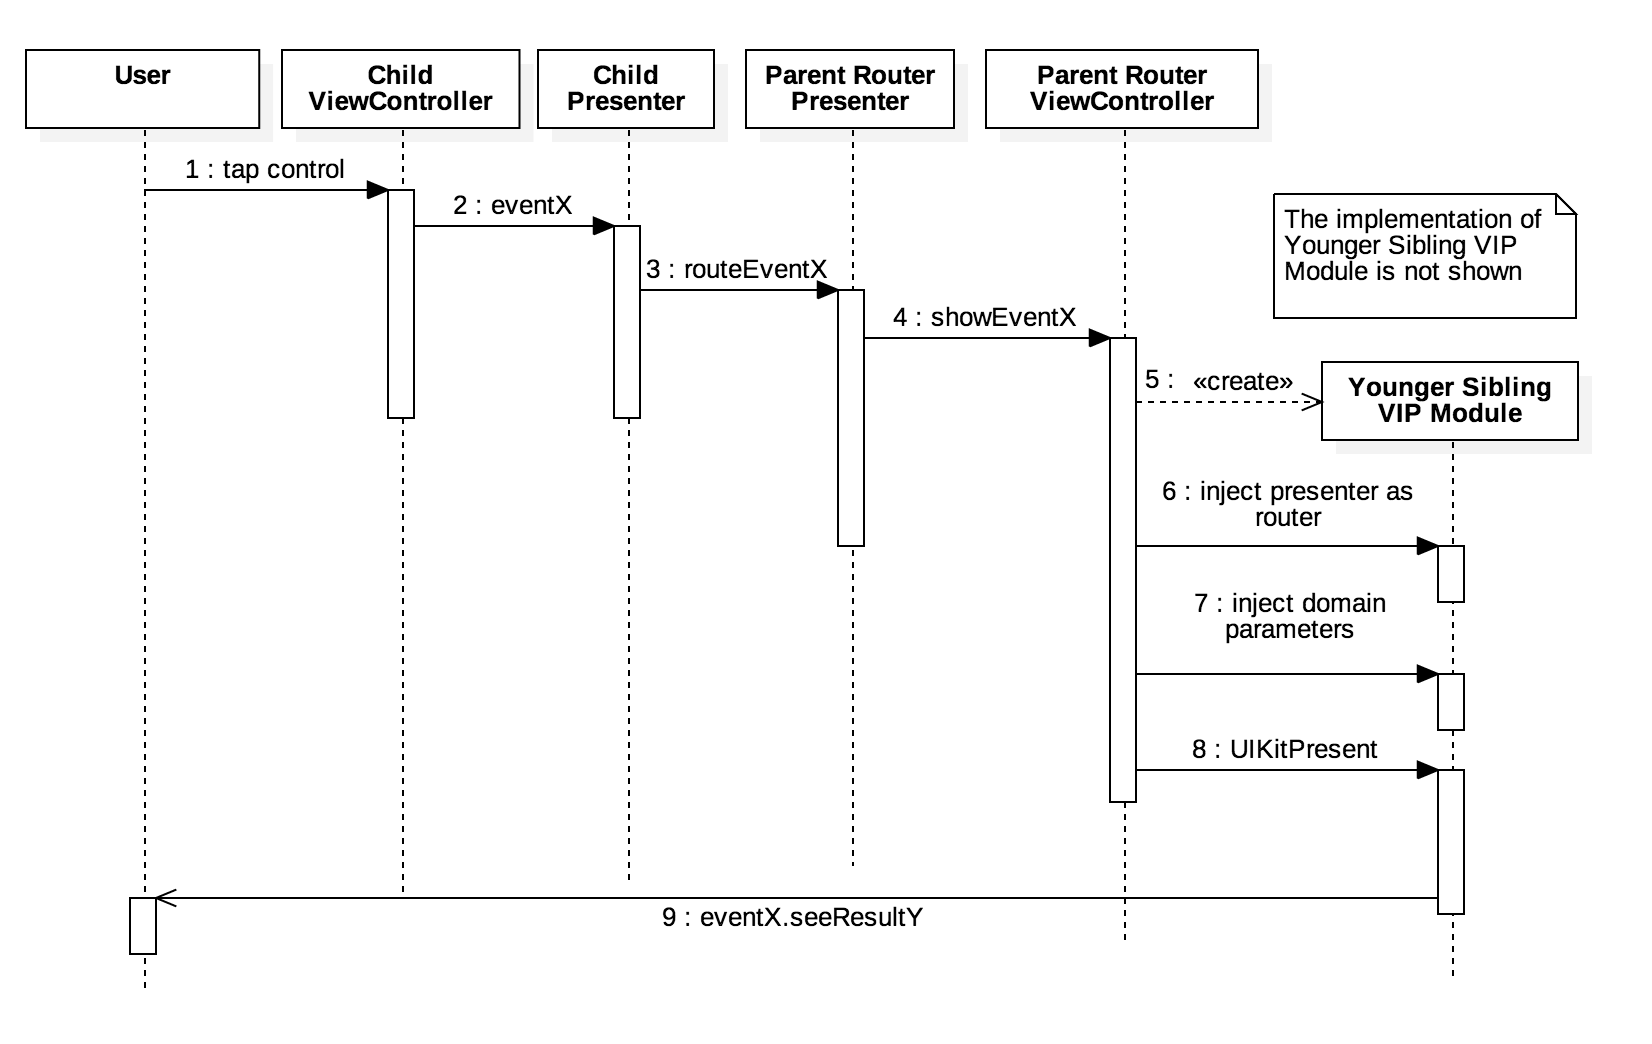 User
Child
ViewController
Child
Presenter
Parent Router
Presenter
Parent Router
ViewController
1 : tap control
2 : eventX
3 : routeEventX
4 : showEventX
The implementation of
Younger Sibling VIP
Module is not shown
5 : «create»
Younger Sibling
VIP Module
6 : inject presenter as
router
7 : inject domain
parameters
8 : UIKitPresent
9 : eventX.seeResultY